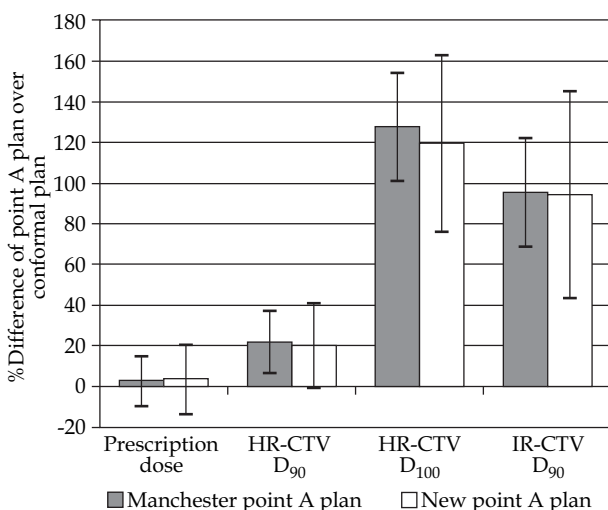 %Difference of point A plan over
conformal plan
180
160
140
120
100
80
60
40
20
0
-20
Prescription
dose
HR-CTV
D90
HR-CTV
D100
IR-CTV
D90
Manchester point A plan
New point A plan